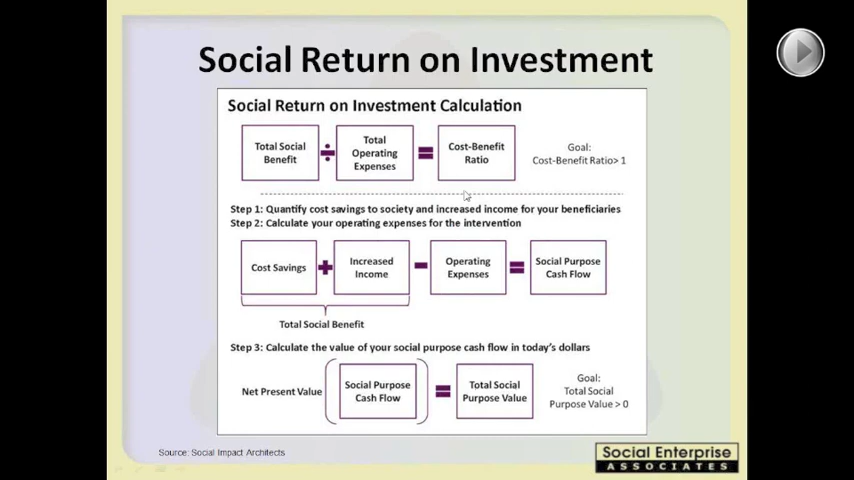 Social Return on Investment
Social Return on Investment Calculation
Total Social
Benefit
÷
Total
Operating
Expenses
=
Cost-Benefit
Ratio
Goal:
Cost-Benefit Ratio> 1
Step 1: Quantify cost savings to society and increased income for your beneficiaries
Step 2: Calculate your operating expenses for the intervention
Cost Savings
+
Increased
Income
-
Operating
Expenses
=
Social Purpose
Cash Flow
Total Social Benefit
Step 3: Calculate the value of your social purpose cash flow in today's dollars
Net Present Value
Social Purpose
Cash Flow
=
Total Social
Purpose Value
Goal:
Total Social
Purpose Value > 0
Source: Social Impact Architects
Social Enterprise
ASSOCIATES